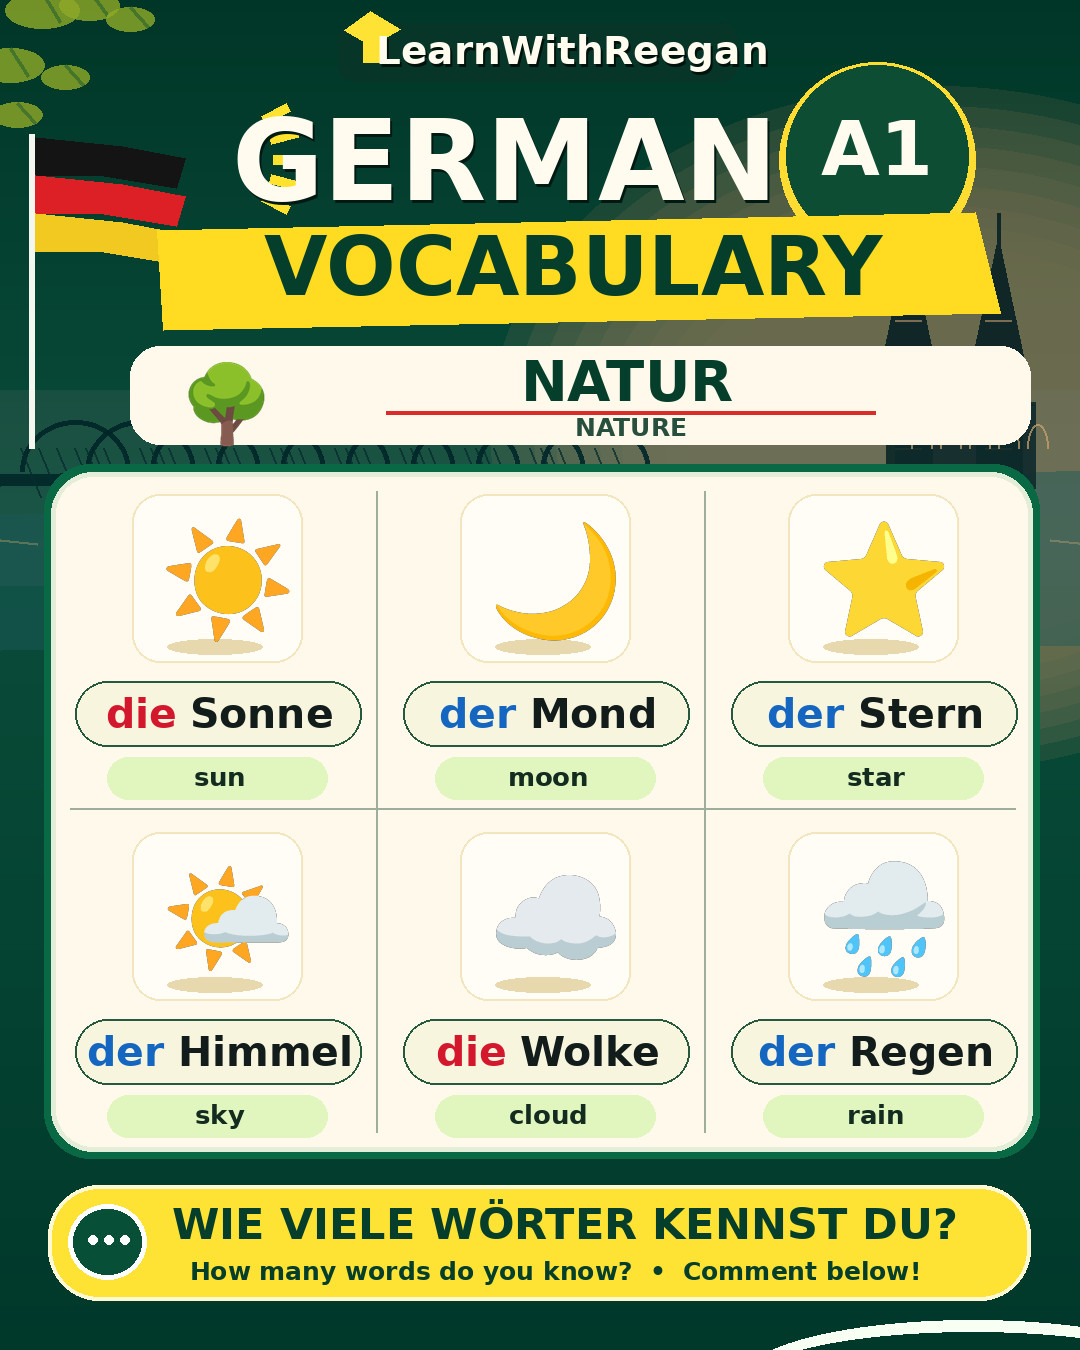 LearnWithReegan
GERMAN A1
VOCABULARY
NATUR
NATURE
die Sonne
sun
der Mond
moon
der Stern
star
der Himmel
sky
die Wolke
cloud
der Regen
rain
WIE VIELE WÖRTER KENNST DU?
How many words do you know? • Comment below!